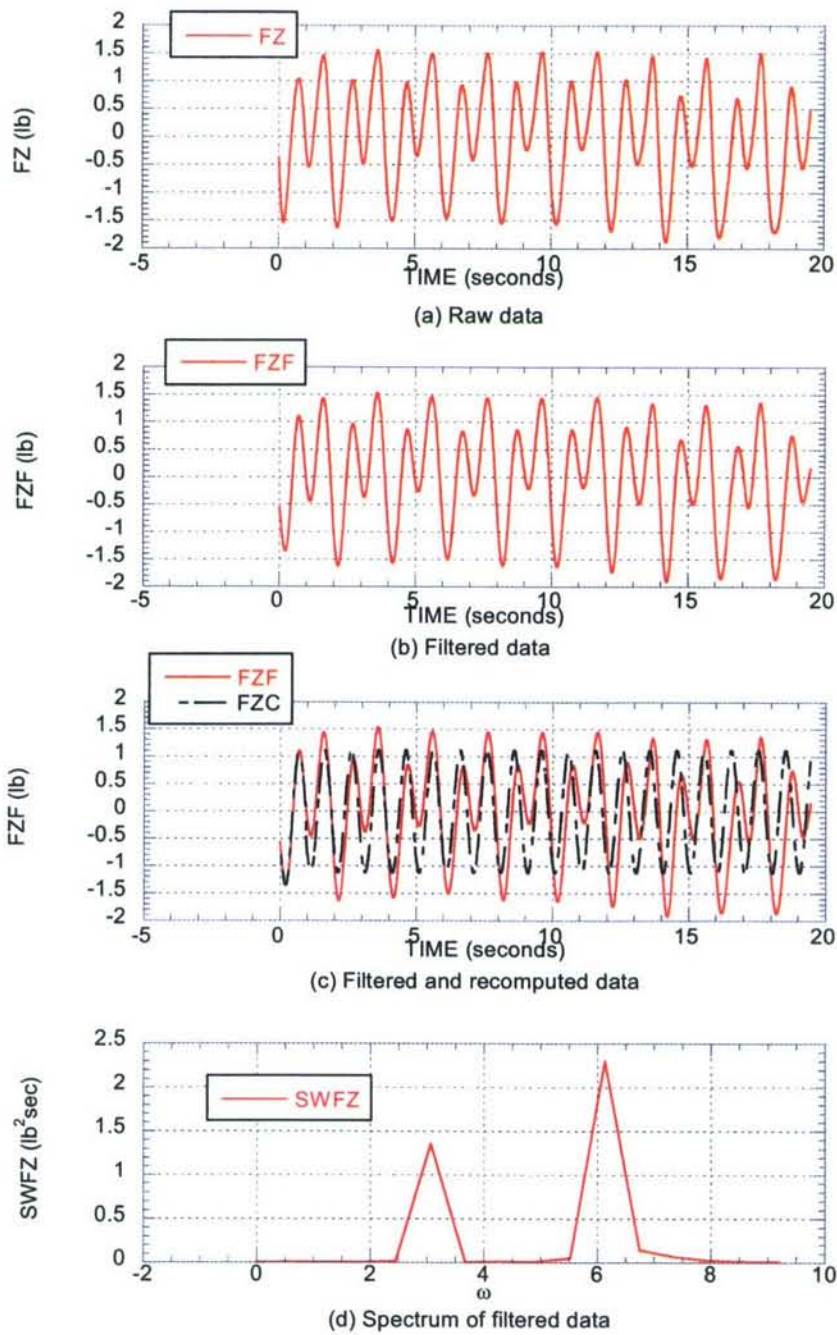 FZ
FZ (lb)
2
1.5
1
0.5
0
-0.5
-1
-1.5
-2
-5 0 5 10 15 20
TIME (seconds)
(a) Raw data
FZF
FZF (lb)
2
1.5
1
0.5
0
-0.5
-1
-1.5
-2
-5 0 5 10 15 20
TIME (seconds)
(b) Filtered data
FZF
FZC
FZF (lb)
2
1.5
1
0.5
0
-0.5
-1
-1.5
-2
-5 0 5 10 15 20
TIME (seconds)
(c) Filtered and recomputed data
SWFZ
SWFZ (lb²sec)
2.5
2
1.5
1
0.5
0
-2 0 2 4 6 8 10
ω
(d) Spectrum of filtered data